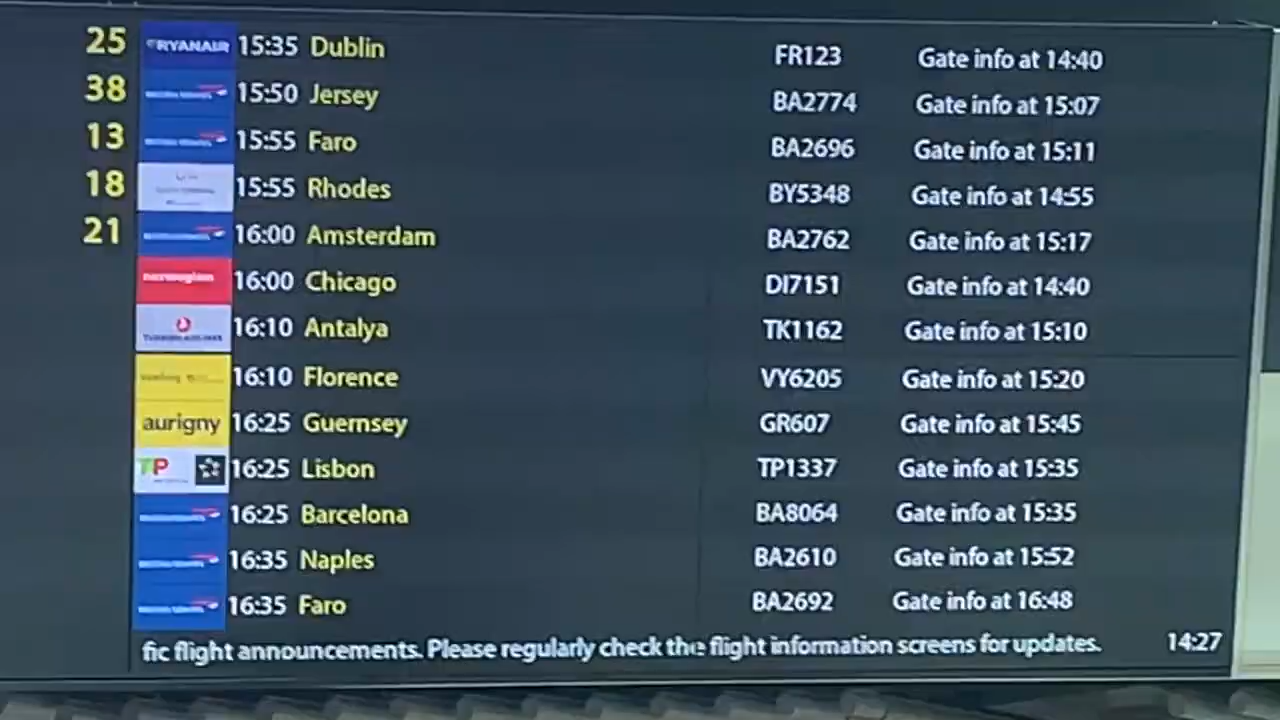 25 RYANAIR 15:35 Dublin FR123 Gate info at 14:40
38 15:50 Jersey BA2774 Gate info at 15:07
13 15:55 Faro BA2696 Gate info at 15:11
18 15:55 Rhodes BY5348 Gate info at 14:55
21 16:00 Amsterdam BA2762 Gate info at 15:17
norwegian 16:00 Chicago DI7151 Gate info at 14:40
TURKISH AIRLINES 16:10 Antalya TK1162 Gate info at 15:10
16:10 Florence VY6205 Gate info at 15:20
aurigny 16:25 Guernsey GR607 Gate info at 15:45
TP 16:25 Lisbon TP1337 Gate info at 15:35
16:25 Barcelona BA8064 Gate info at 15:35
16:35 Naples BA2610 Gate info at 15:52
16:35 Faro BA2692 Gate info at 16:48
fic flight announcements. Please regularly check the flight information screens for updates. 14:27